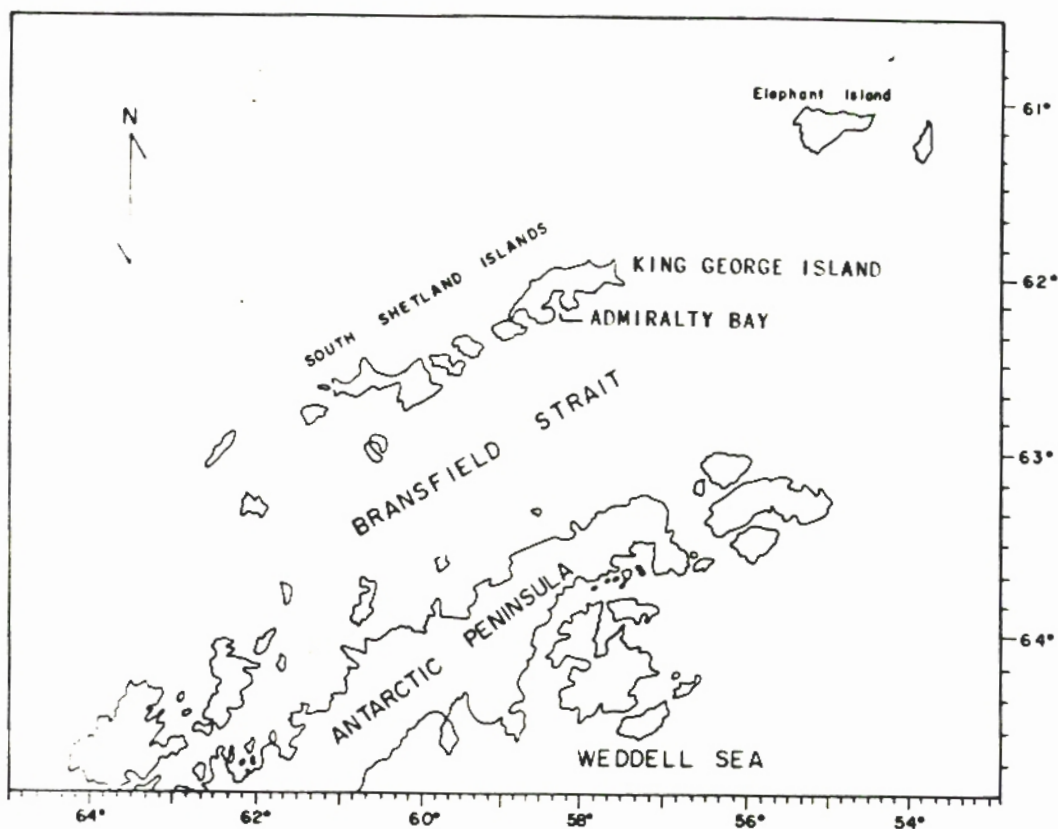 N
Elephant Island
61°
SOUTH SHETLAND ISLANDS
KING GEORGE ISLAND
62°
ADMIRALTY BAY
BRANSFIELD STRAIT
63°
ANTARCTIC PENINSULA
64°
WEDDELL SEA
64° 62° 60° 58° 56° 54°